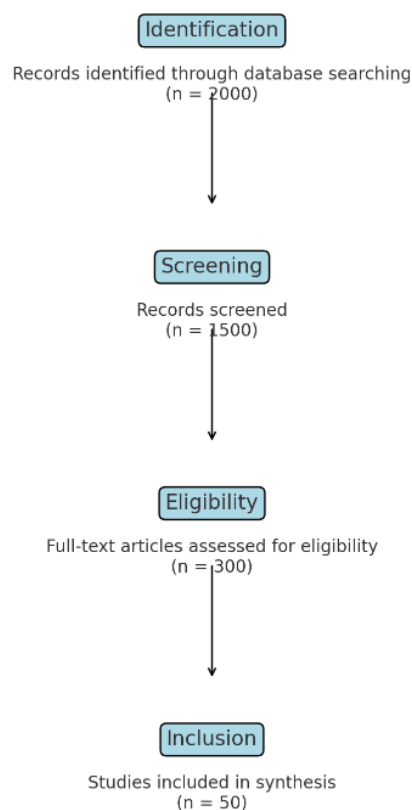 Identification
Records identified through database searching
(n = 2000)
Screening
Records screened
(n = 1500)
Eligibility
Full-text articles assessed for eligibility
(n = 300)
Inclusion
Studies included in synthesis
(n = 50)